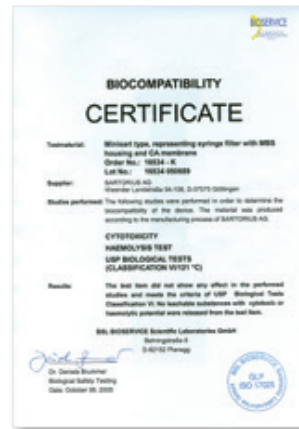 BIOSERVICE
BIOCOMPATIBILITY
CERTIFICATE
Testmaterial: Minisart type, representing syringe filter with MBS
housing and CA membrane
Order No.: 16534 - K
Lot No.: 16534
Supplier: SARTORIUS AG
Weender Landstraße 94-108, D-37075 Göttingen
Studies performed: The following studies were performed in order to determine the
biocompatibility of the device. The material was produced
according to the manufacturing process of SARTORIUS AG.
CYTOTOXICITY
HAEMOLYSIS TEST
USP BIOLOGICAL TESTS
(CLASSIFICATION VI/121 °C)
Results: The test item did not show any effect in the performed
studies and meets the criteria of USP Biological Tests
Classification VI. No leachable substances with cytotoxic or
haemolytic potential were released from the test item.
BSL BIOSERVICE Scientific Laboratories GmbH
Behringstraße
D-82152 Planegg
Dr. Daniela
Biological Safety Testing
Date: October
BSL BIOSERVICE
GLP
ISO 17025